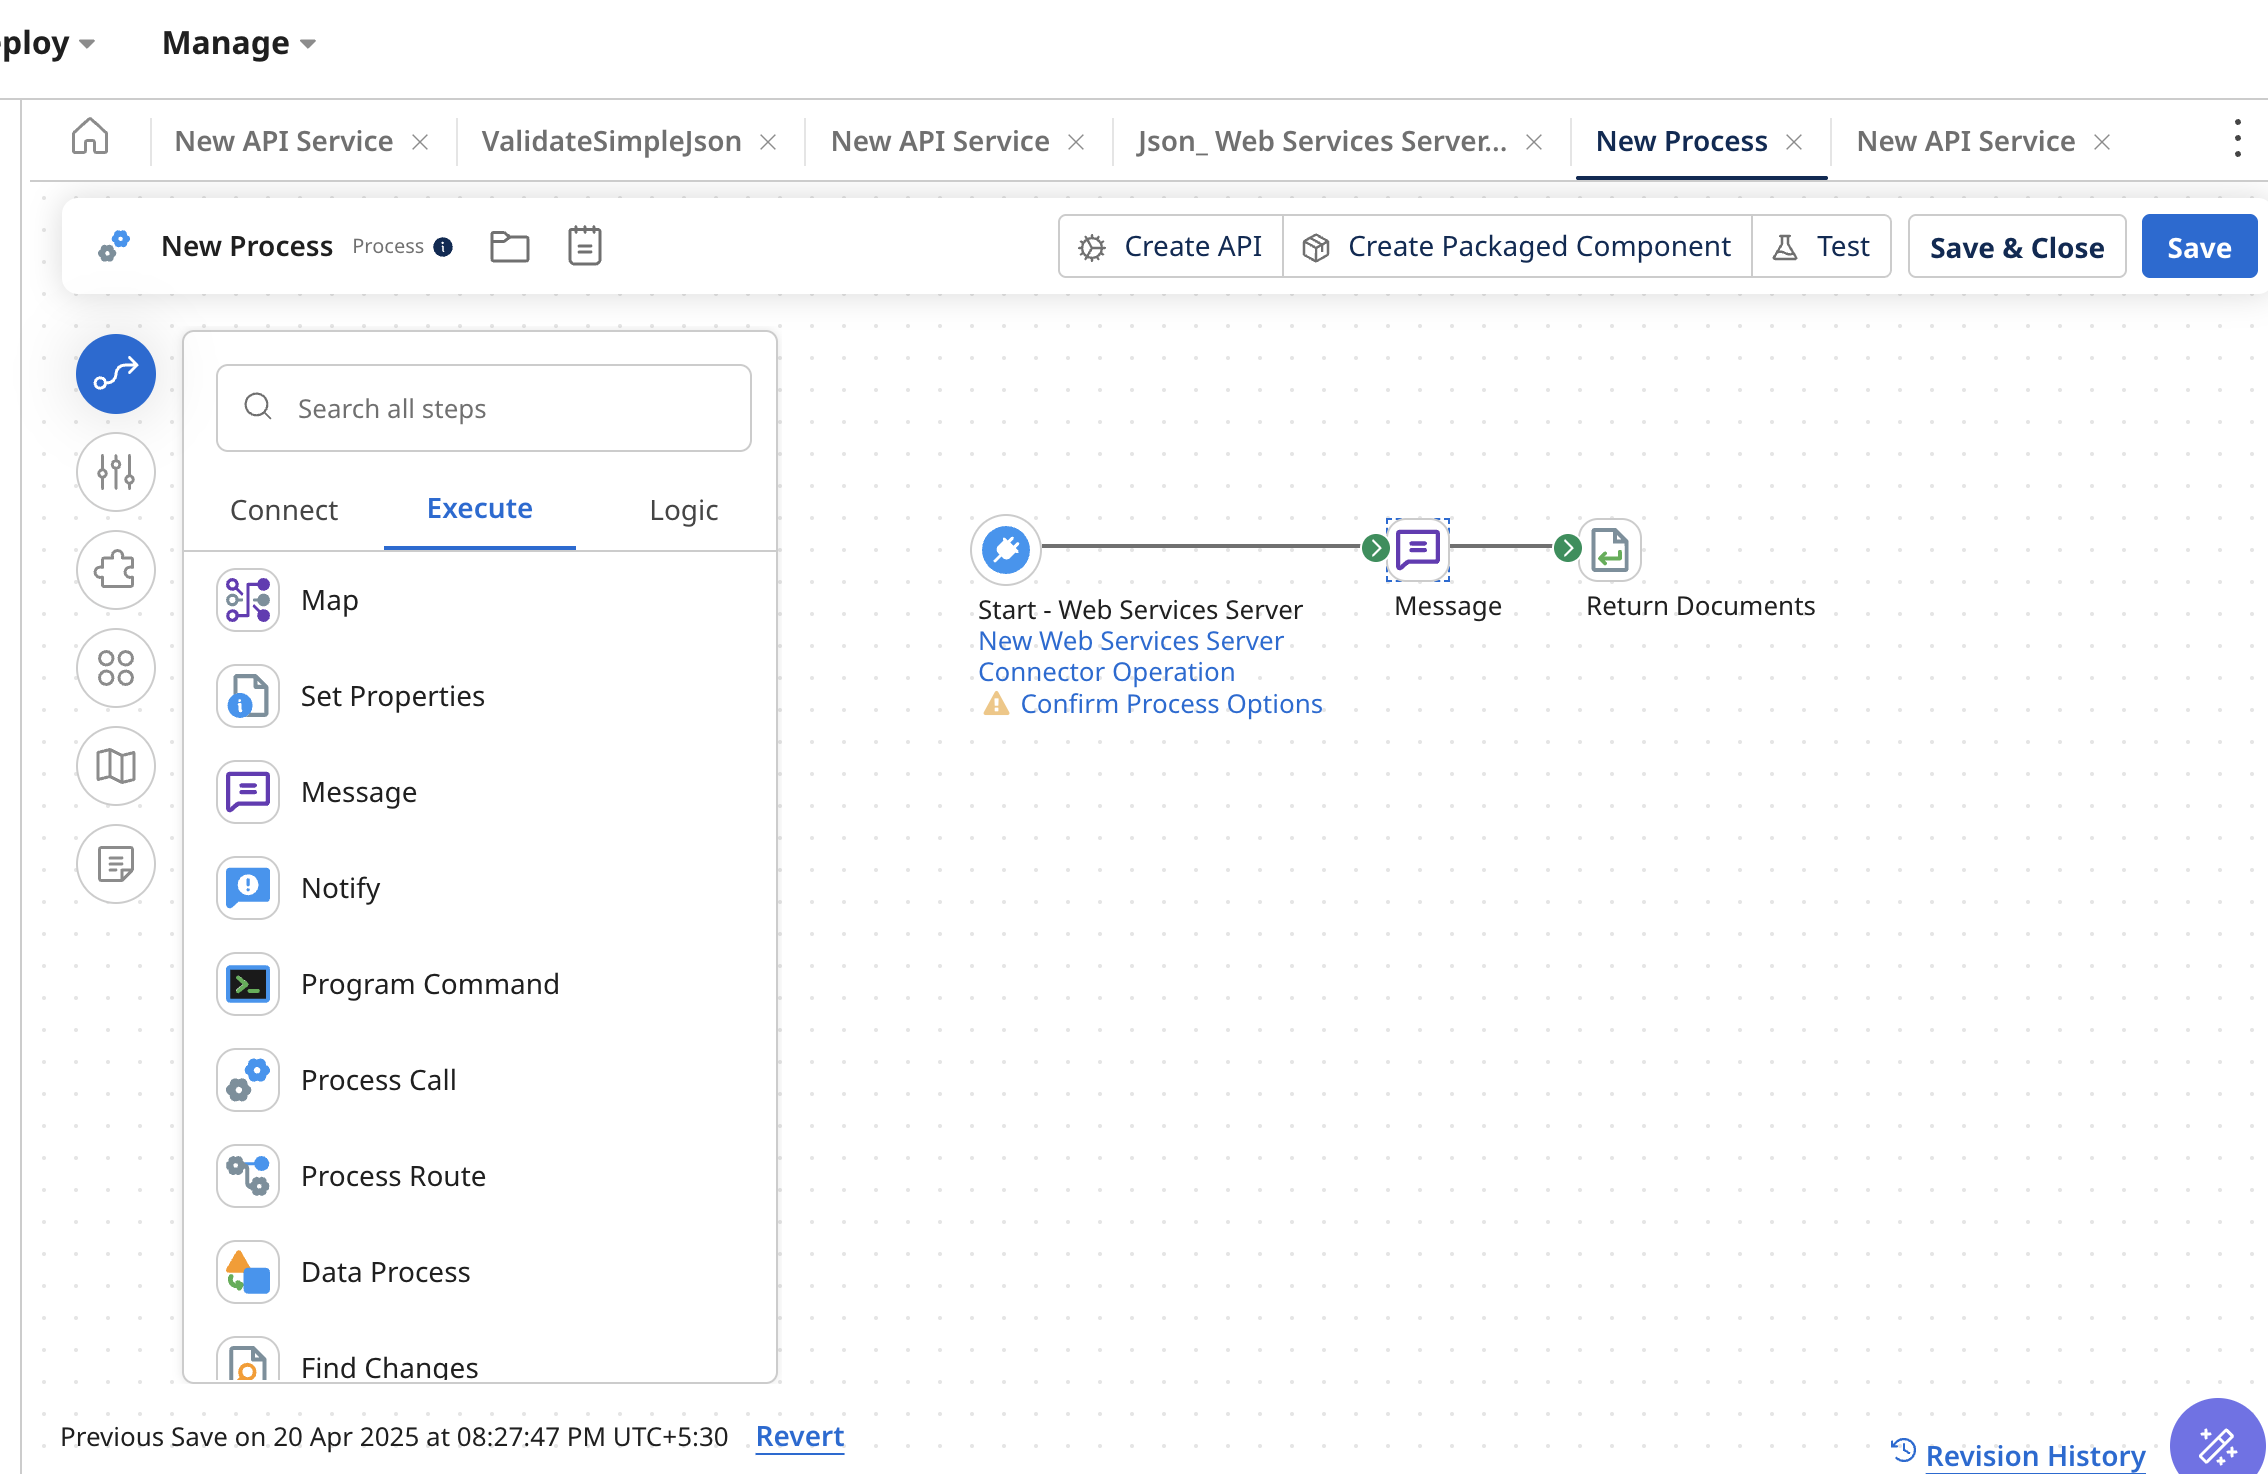 ploy
Manage
New API Service
ValidateSimpleJson
New API Service
Json_ Web Services Server...
New Process
New API Service
New Process
Process
Create API
Create Packaged Component
Test
Save & Close
Save
Search all steps
Connect
Execute
Logic
Map
Set Properties
Message
Notify
Program Command
Process Call
Process Route
Data Process
Find Changes
Start - Web Services Server
New Web Services Server
Connector Operation
Confirm Process Options
Message
Return Documents
Previous Save on 20 Apr 2025 at 08:27:47 PM UTC+5:30
Revert
Revision History